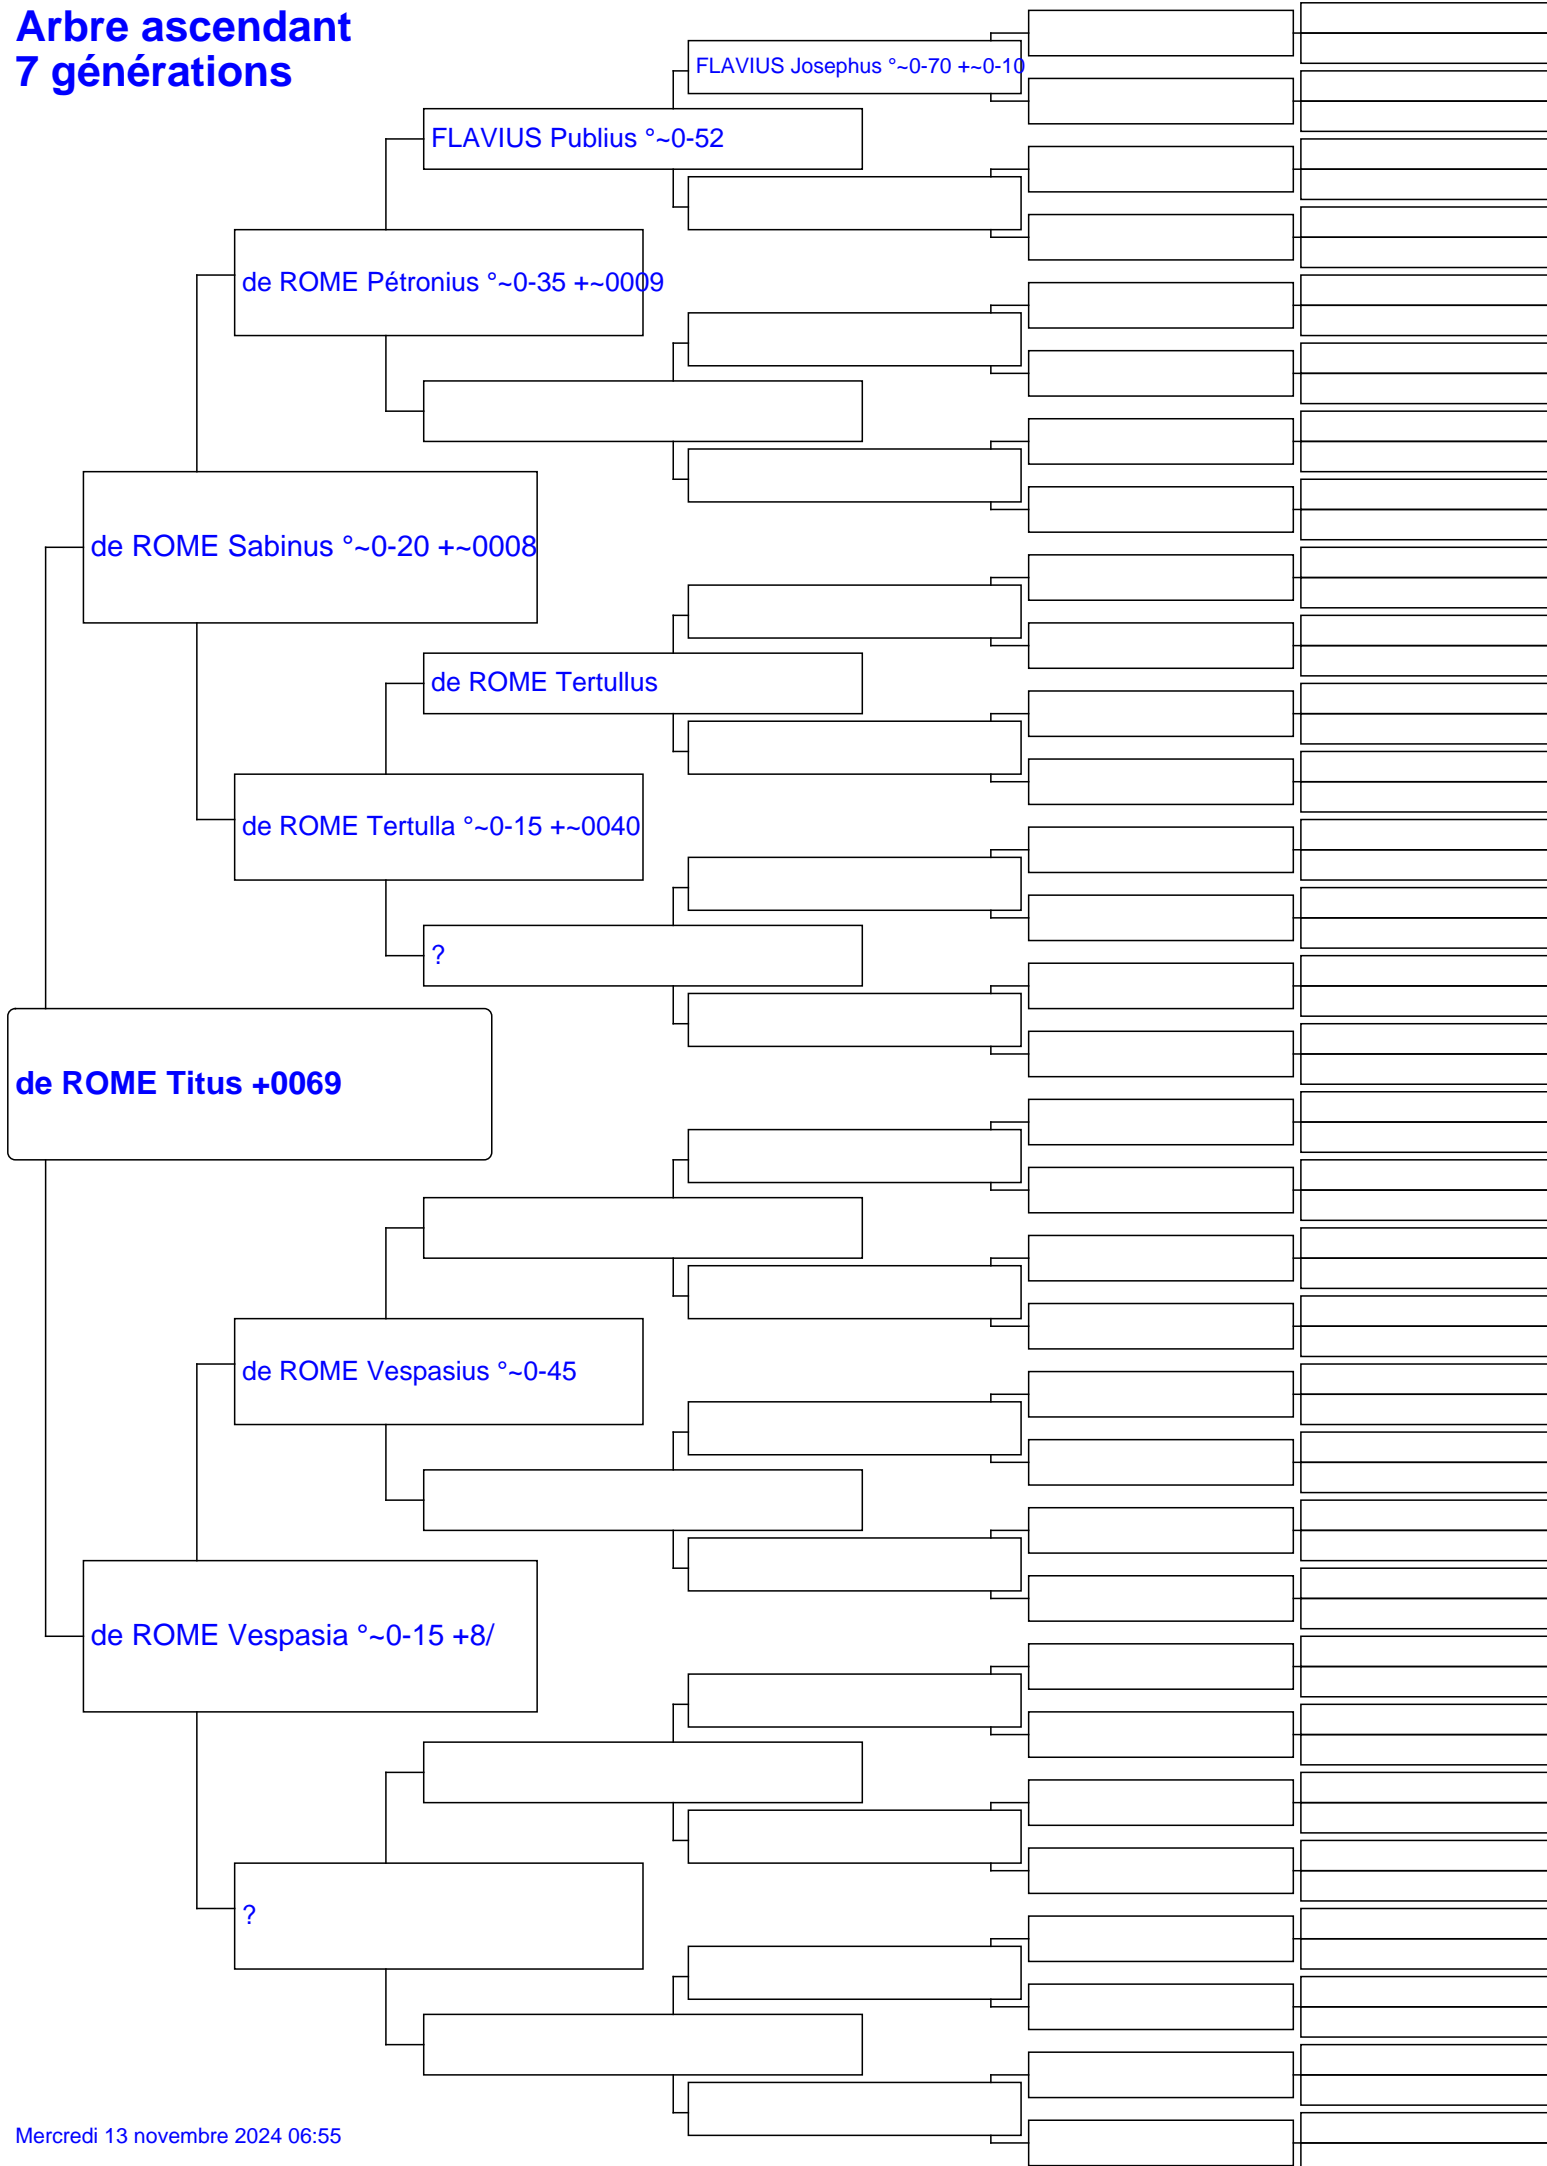 Arbre ascendant
7 générations
FLAVIUS Josephus °~0-70 +~0-10
FLAVIUS Publius °~0-52
de ROME Pétronius °~0-35 +~0009
de ROME Sabinus °~0-20 +~0008
de ROME Tertullus
de ROME Tertulla °~0-15 +~0040
?
de ROME Titus +0069
de ROME Vespasius °~0-45
de ROME Vespasia °~0-15 +8/
?
Mercredi 13 novembre 2024 06:55